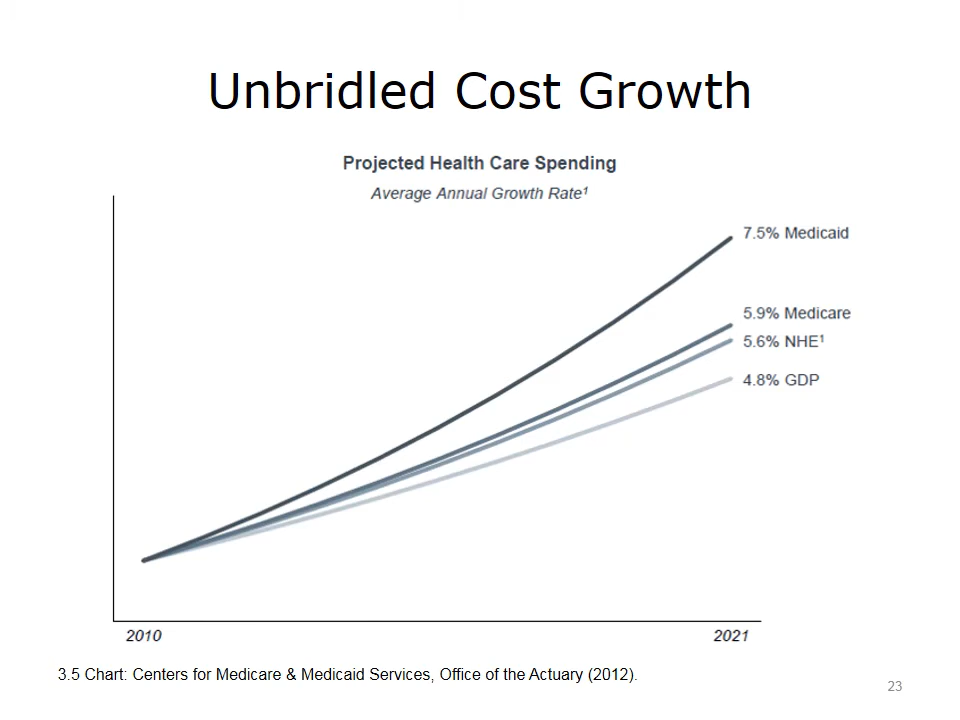 Unbridled Cost Growth
Projected Health Care Spending
Average Annual Growth Rate¹
7.5% Medicaid
5.9% Medicare
5.6% NHE¹
4.8% GDP
2010
2021
3.5 Chart: Centers for Medicare & Medicaid Services, Office of the Actuary (2012).
23